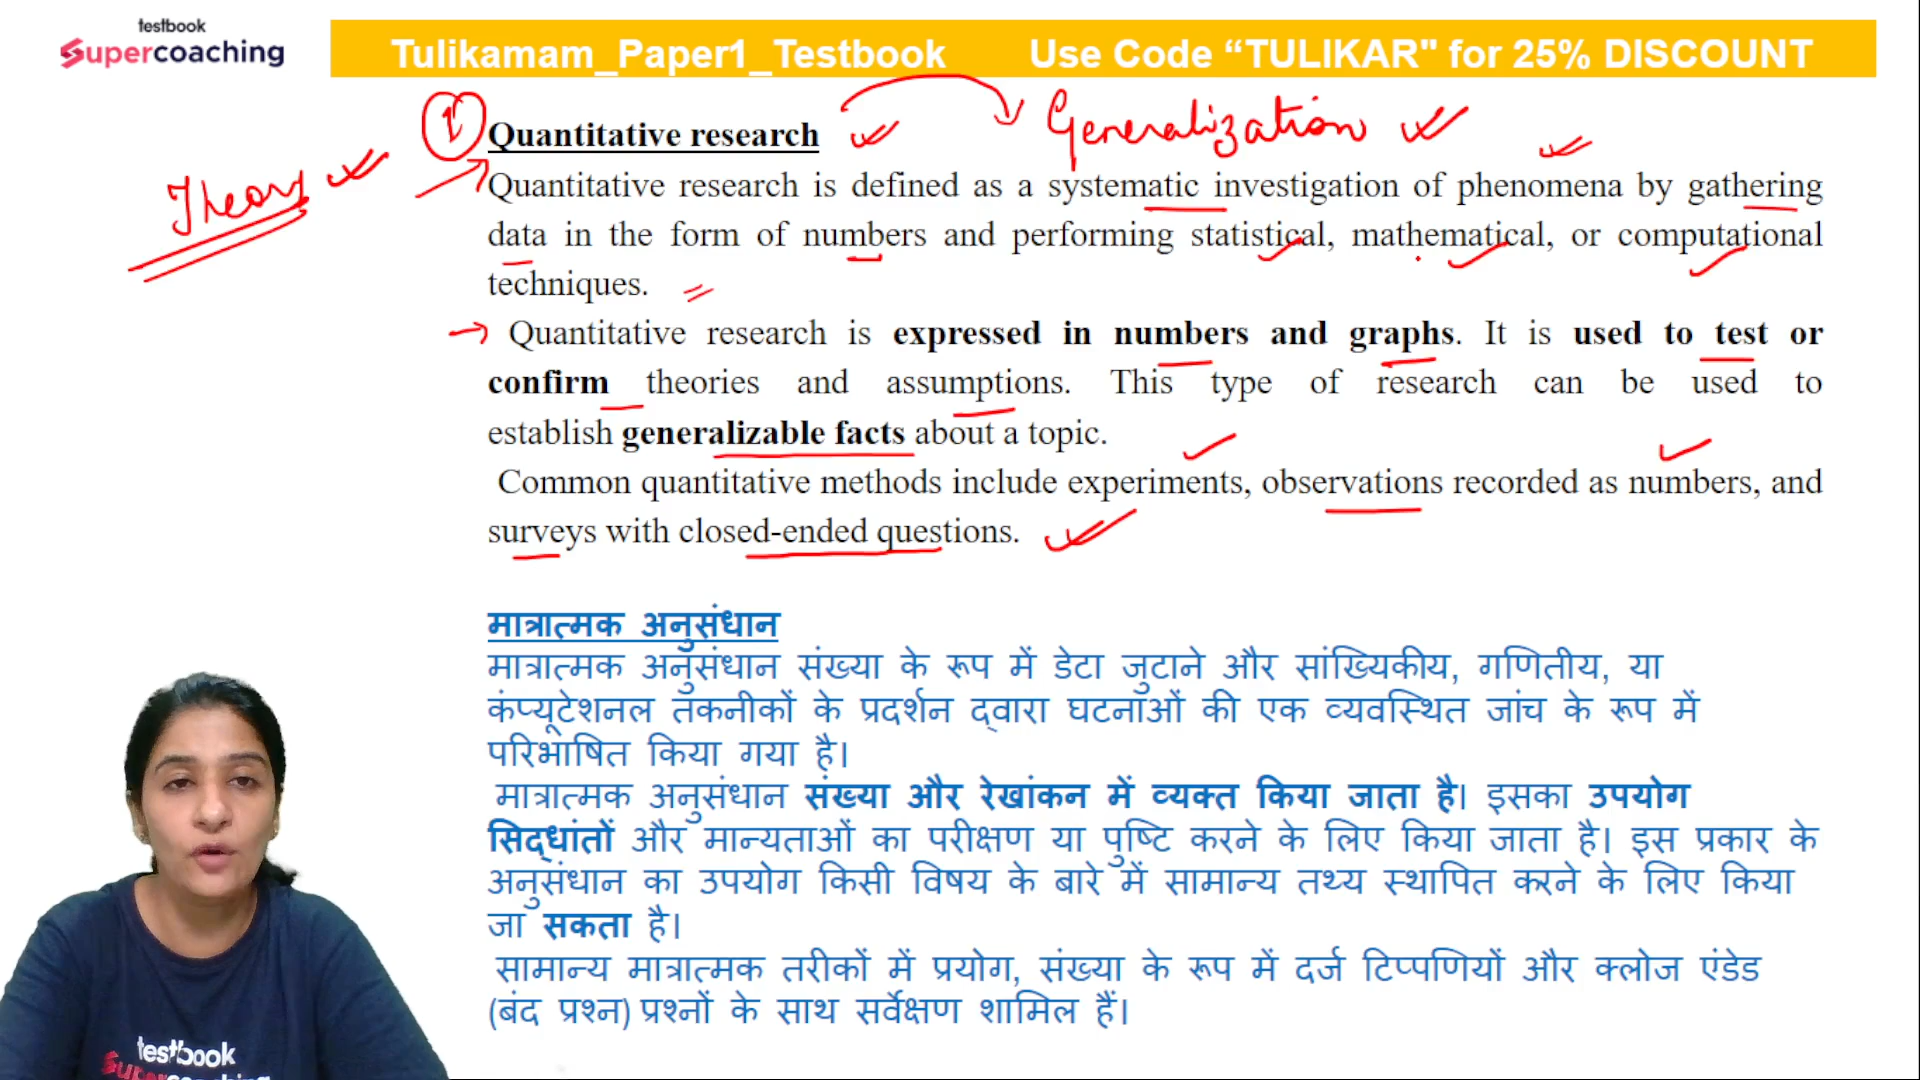 testbook
Supercoaching
Tulikamam_Paper1_Testbook Use Code “TULIKAR" for 25% DISCOUNT
1 Quantitative research Generalization
Theory
Quantitative research is defined as a systematic investigation of phenomena by gathering
data in the form of numbers and performing statistical, mathematical, or computational
techniques.
Quantitative research is expressed in numbers and graphs. It is used to test or
confirm theories and assumptions. This type of research can be used to
establish generalizable facts about a topic.
Common quantitative methods include experiments, observations recorded as numbers, and
surveys with closed-ended questions.
मात्रात्मक अनुसंधान
मात्रात्मक अनुसंधान संख्या के रूप में डेटा जुटाने और सांख्यिकीय, गणितीय, या
कंप्यूटेशनल तकनीकों के प्रदर्शन द्वारा घटनाओं की एक व्यवस्थित जांच के रूप में
परिभाषित किया गया है।
मात्रात्मक अनुसंधान संख्या और रेखांकन में व्यक्त किया जाता है। इसका उपयोग
सिद्धांतों और मान्यताओं का परीक्षण या पुष्टि करने के लिए किया जाता है। इस प्रकार के
अनुसंधान का उपयोग किसी विषय के बारे में सामान्य तथ्य स्थापित करने के लिए किया
जा सकता है।
सामान्य मात्रात्मक तरीकों में प्रयोग, संख्या के रूप में दर्ज टिप्पणियों और क्लोज एंडेड
(बंद प्रश्न) प्रश्नों के साथ सर्वेक्षण शामिल हैं।
testbook
Supercoaching